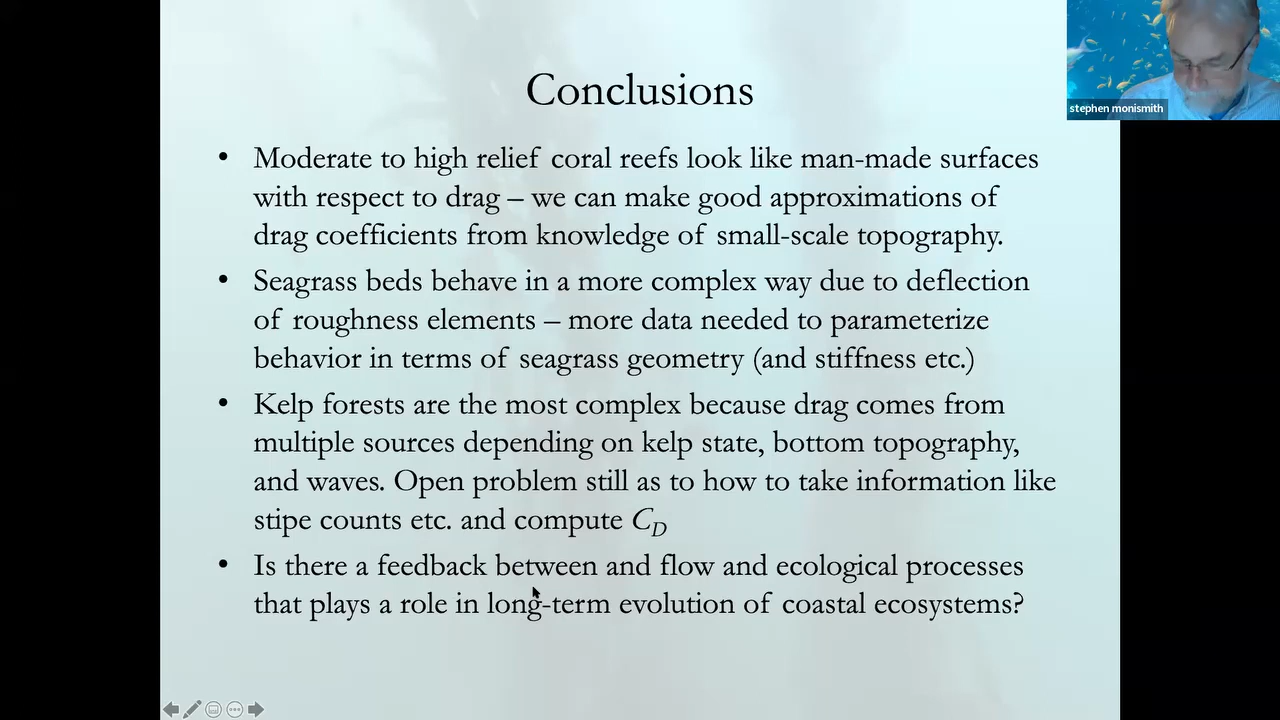 Conclusions
stephen monismith
• Moderate to high relief coral reefs look like man-made surfaces
with respect to drag – we can make good approximations of
drag coefficients from knowledge of small-scale topography.
• Seagrass beds behave in a more complex way due to deflection
of roughness elements – more data needed to parameterize
behavior in terms of seagrass geometry (and stiffness etc.)
• Kelp forests are the most complex because drag comes from
multiple sources depending on kelp state, bottom topography,
and waves. Open problem still as to how to take information like
stipe counts etc. and compute C_D
• Is there a feedback between and flow and ecological processes
that plays a role in long-term evolution of coastal ecosystems?